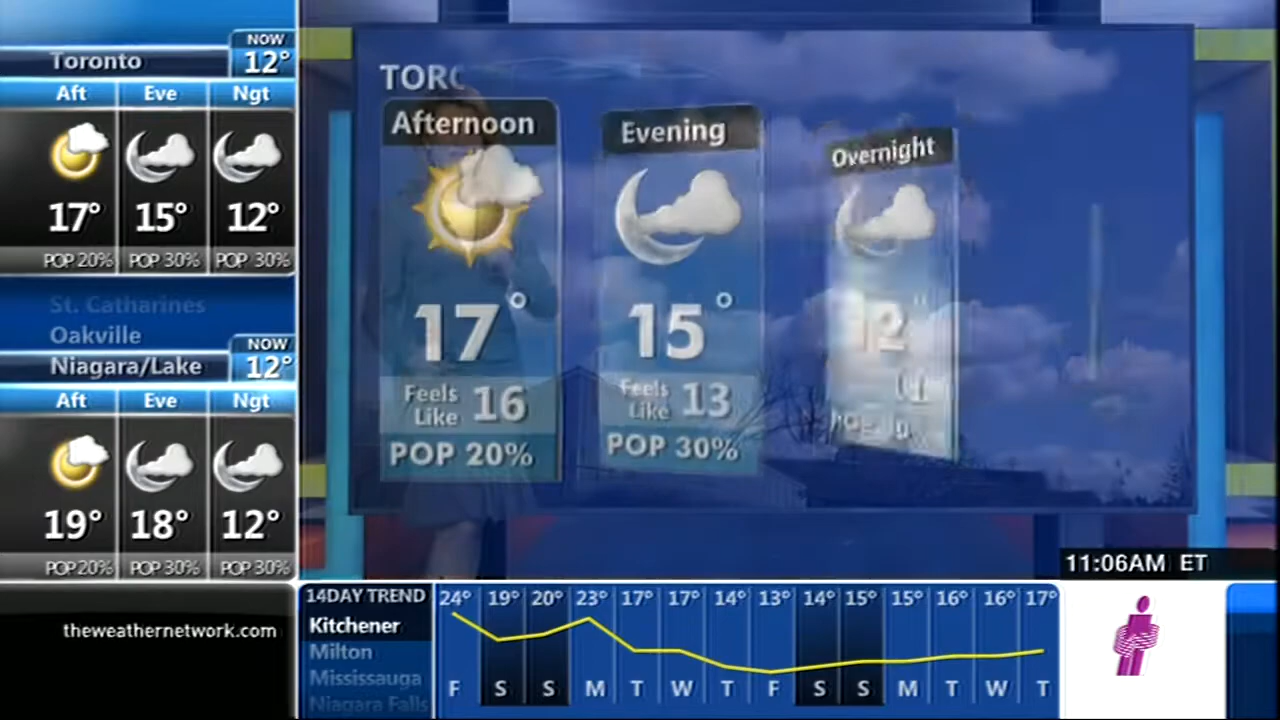 Toronto
NOW
12°
Aft Eve Ngt
17° 15° 12°
POP 20% POP 30% POP 30%
St. Catharines
Oakville
Niagara/Lake
NOW
12°
Aft Eve Ngt
19° 18° 12°
POP 20% POP 30% POP 30%
theweathernetwork.com
Afternoon
17°
Feels
Like 16
POP 20%
Evening
15°
Feels
Like 13
POP 30%
Overnight
12°
11:06AM ET
14DAY TREND
Kitchener
Milton
Mississauga
Niagara Falls
24° 19° 20° 23° 17° 17° 14° 13° 14° 15° 15° 16° 16° 17°
F S S M T W T F S S M T W T